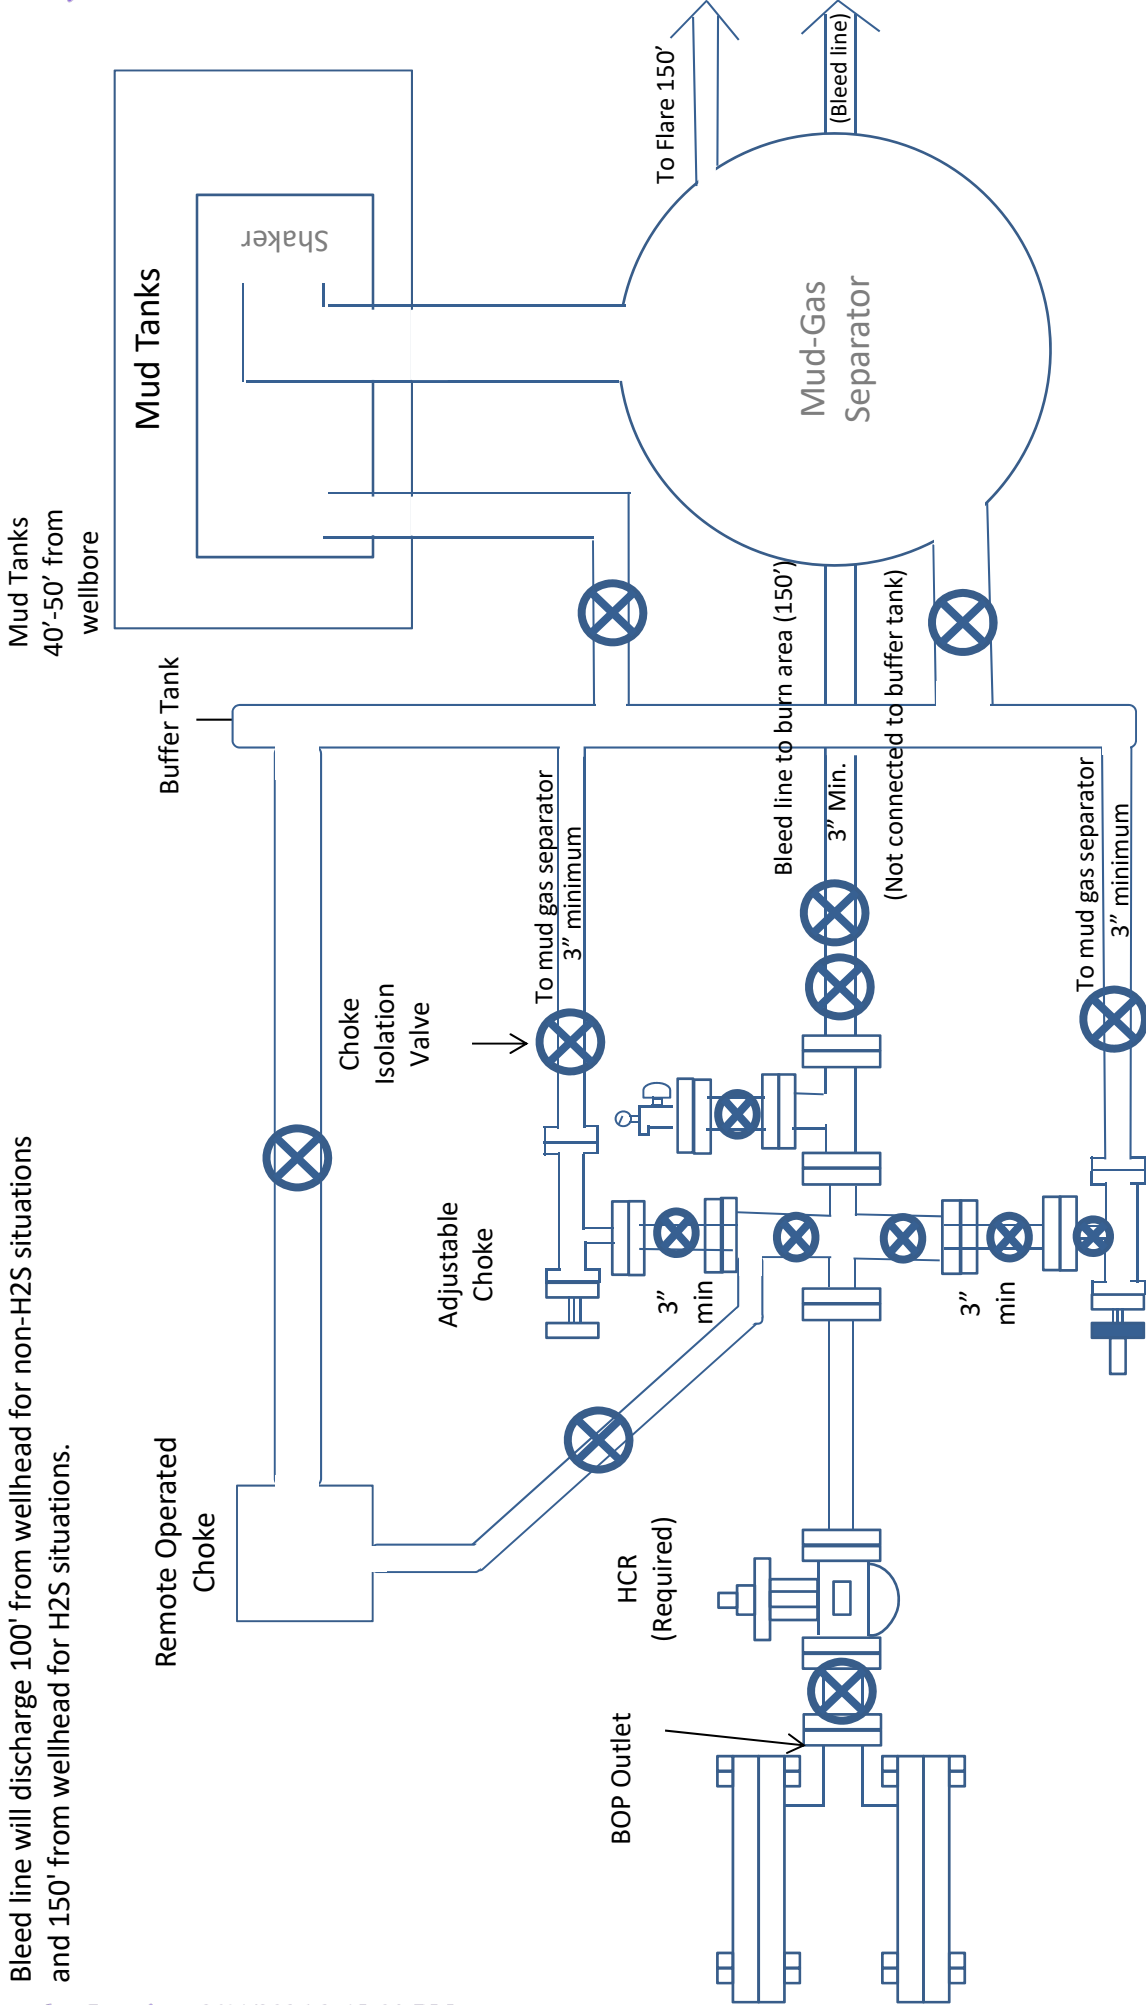 Bleed line will discharge 100' from wellhead for non-H2S situations
and 150' from wellhead for H2S situations.
Mud Tanks
40’-50’ from
wellbore
Mud Tanks
Shaker
Buffer Tank
Remote Operated
Choke
Choke
Isolation
Valve
Adjustable
Choke
To mud gas separator
3” minimum
To Flare 150’
(Bleed line)
Mud-Gas
Separator
Bleed line to burn area (150’)
3” Min.
(Not connected to buffer tank)
3”
min
3”
min
To mud gas separator
3” minimum
HCR
(Required)
BOP Outlet